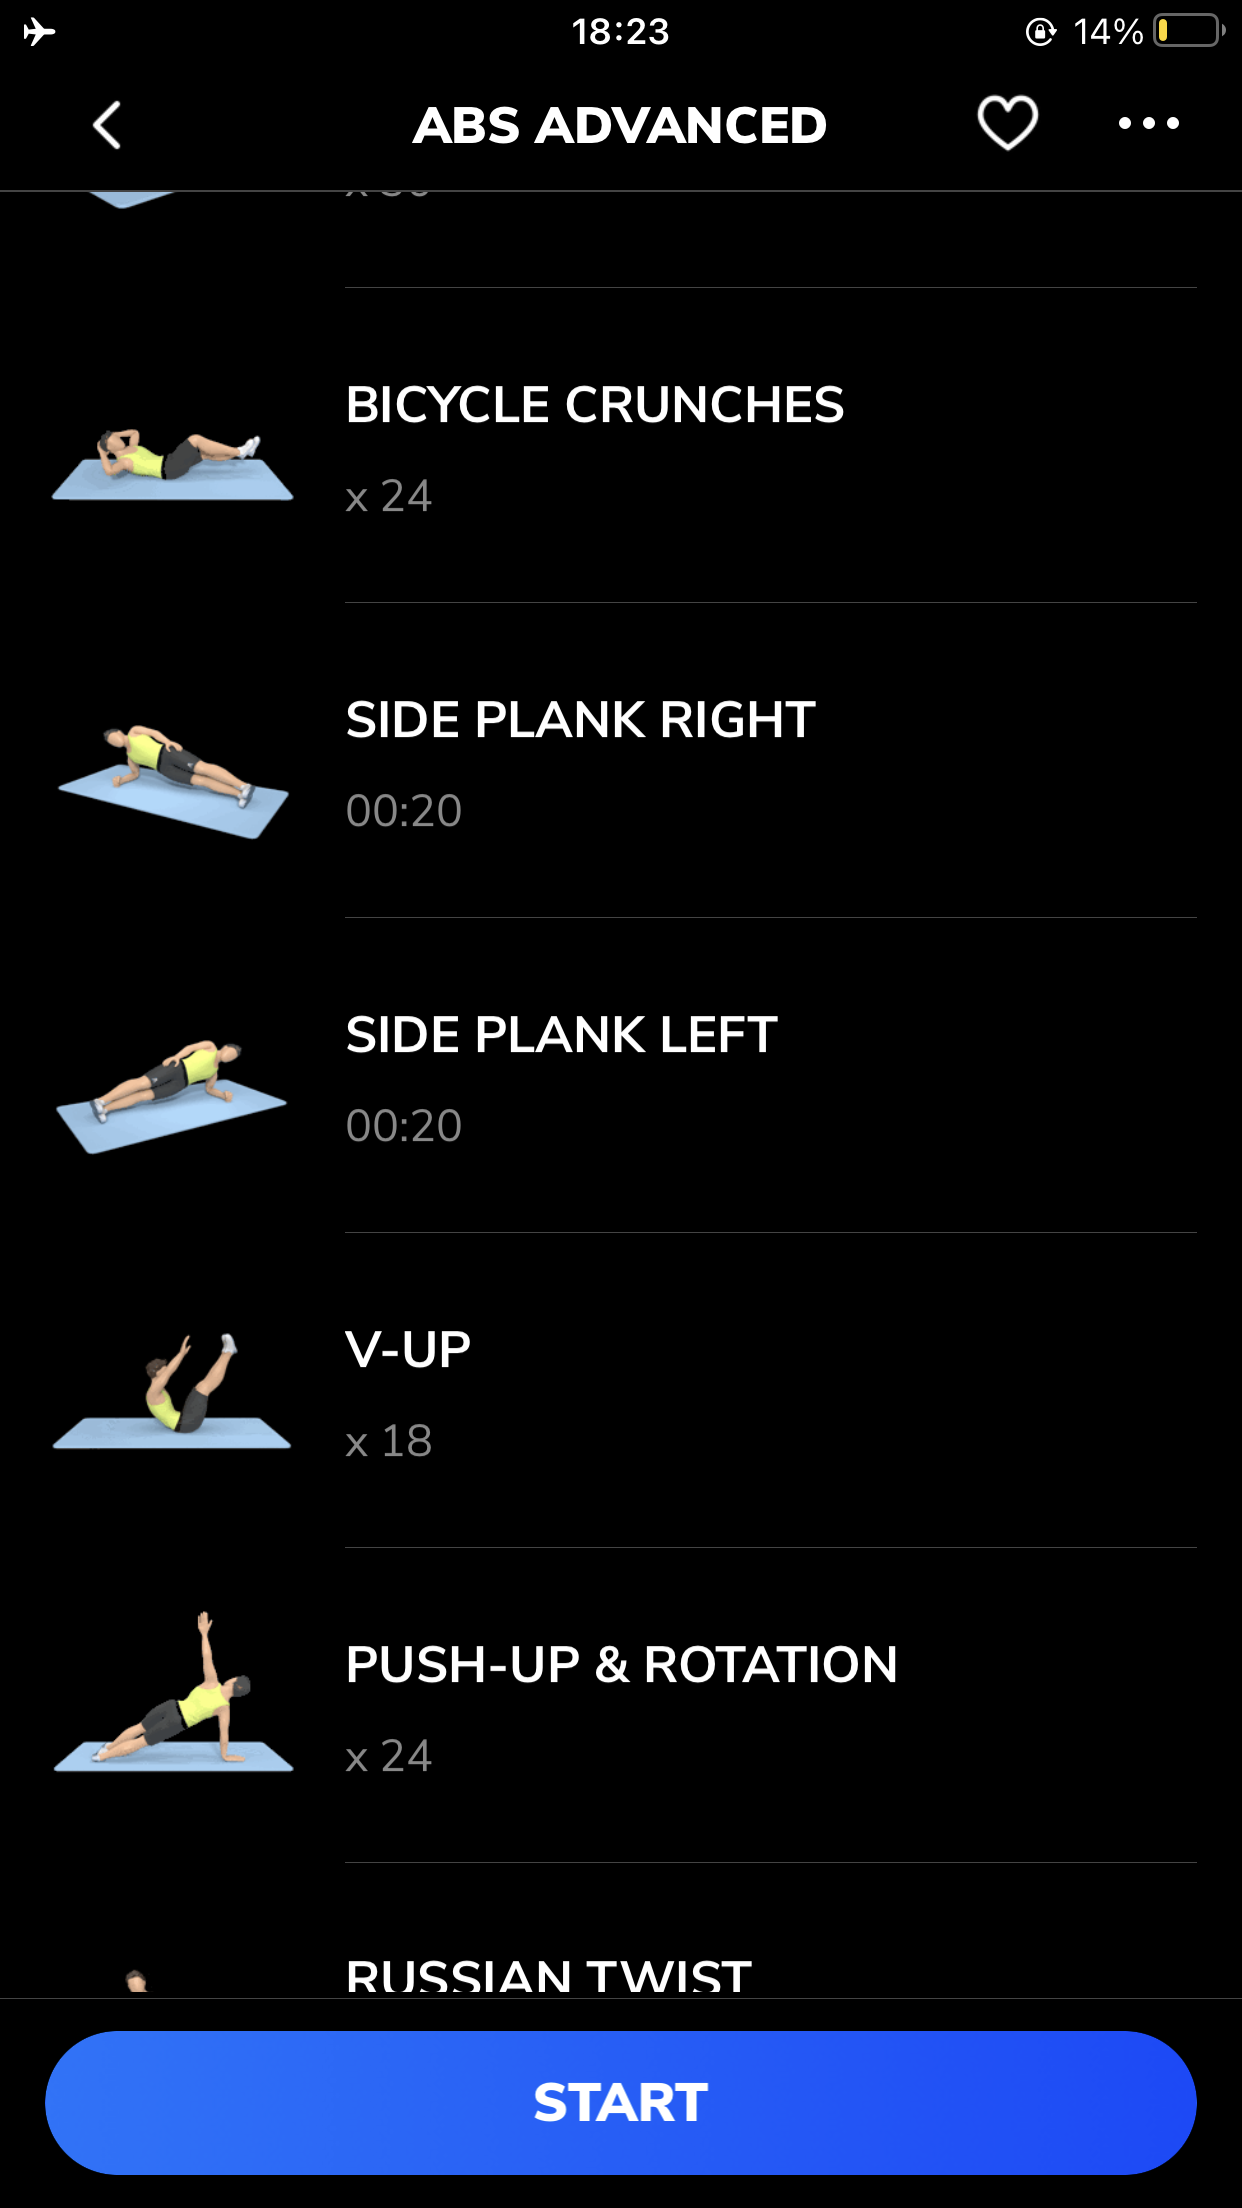 18:23
14%
ABS ADVANCED
BICYCLE CRUNCHES
x 24
SIDE PLANK RIGHT
00:20
SIDE PLANK LEFT
00:20
V-UP
x 18
PUSH-UP & ROTATION
x 24
RUSSIAN TWIST
START